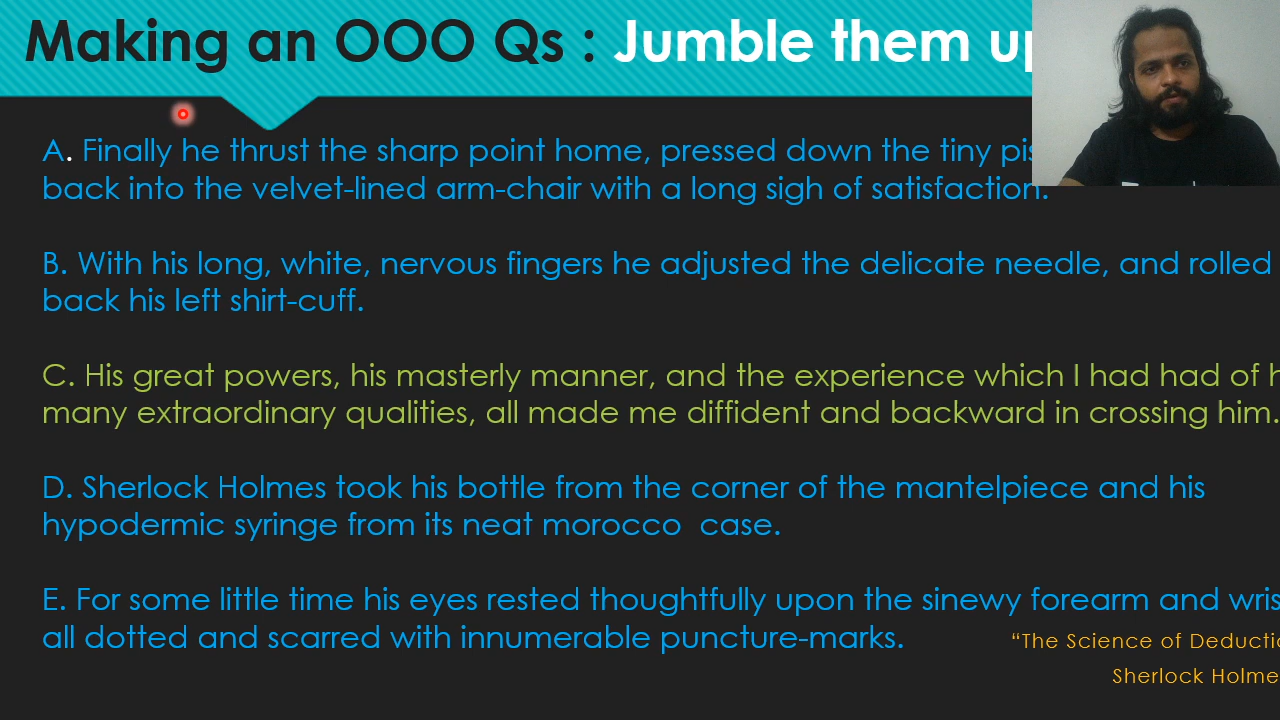 Making an OOO Qs : Jumble them
A. Finally he thrust the sharp point home, pressed down the tiny
back into the velvet-lined arm-chair with a long sigh of satisfaction.
B. With his long, white, nervous fingers he adjusted the delicate needle, and rolled
back his left shirt-cuff.
C. His great powers, his masterly manner, and the experience which I had had of
many extraordinary qualities, all made me diffident and backward in crossing him.
D. Sherlock Holmes took his bottle from the corner of the mantelpiece and his
hypodermic syringe from its neat morocco case.
E. For some little time his eyes rested thoughtfully upon the sinewy forearm and
all dotted and scarred with innumerable puncture-marks.
“The Science of
Sherlock